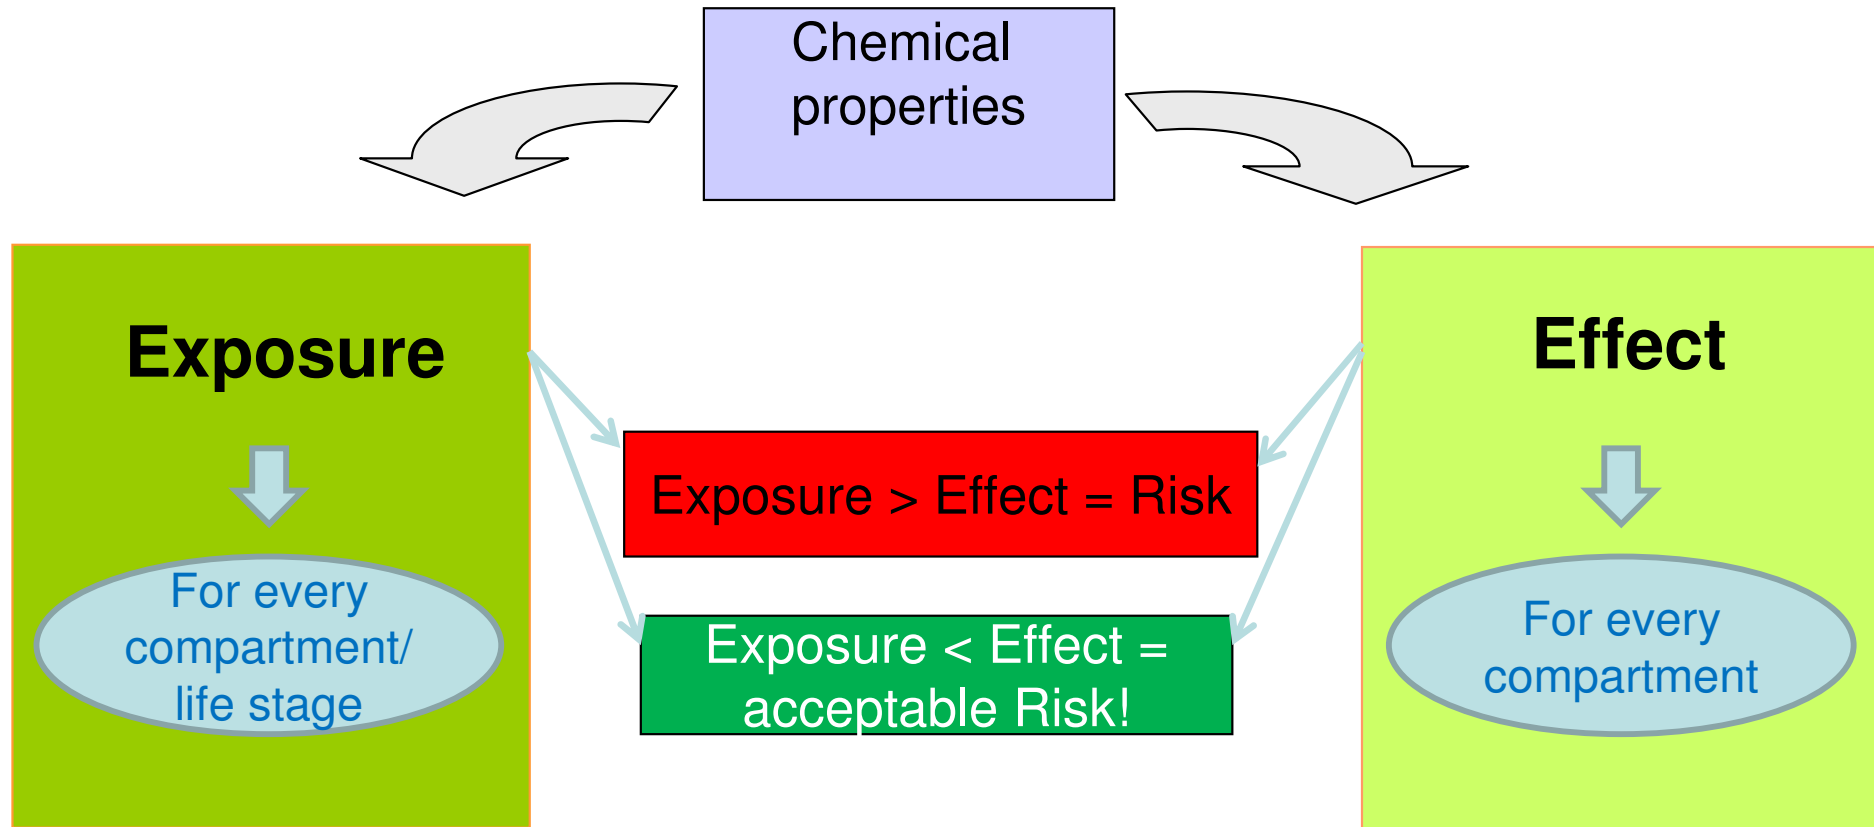 Chemical
properties
Exposure
For every
compartment/
life stage
Exposure > Effect = Risk
Exposure < Effect =
acceptable Risk!
Effect
For every
compartment